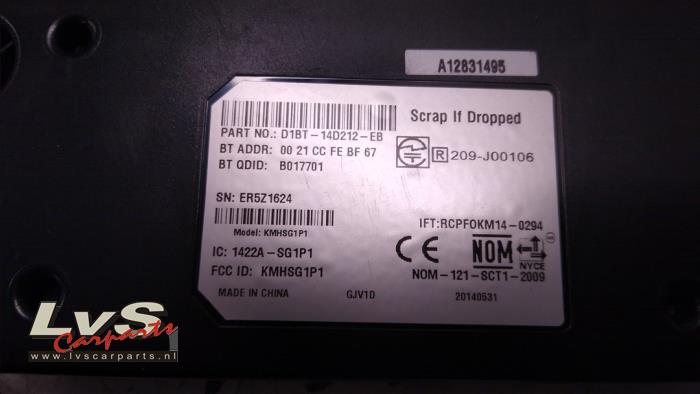 A12831495
Scrap If Dropped
PART NO.: D1BT-14D212-EB
BT ADDR: 00 21 CC FE BF 67
BT QDID: B017701
R 209-J00106
SN: ER5Z1624
Model: KMHSG1P1
IC: 1422A-SG1P1
FCC ID: KMHSG1P1
MADE IN CHINA
GJV1D
IFT:RCPFOKM14-0294
CE
NOM
NYCE
NOM-121-SCT1-2009
20140531
LvS
Carparts
www.lvscarparts.nl